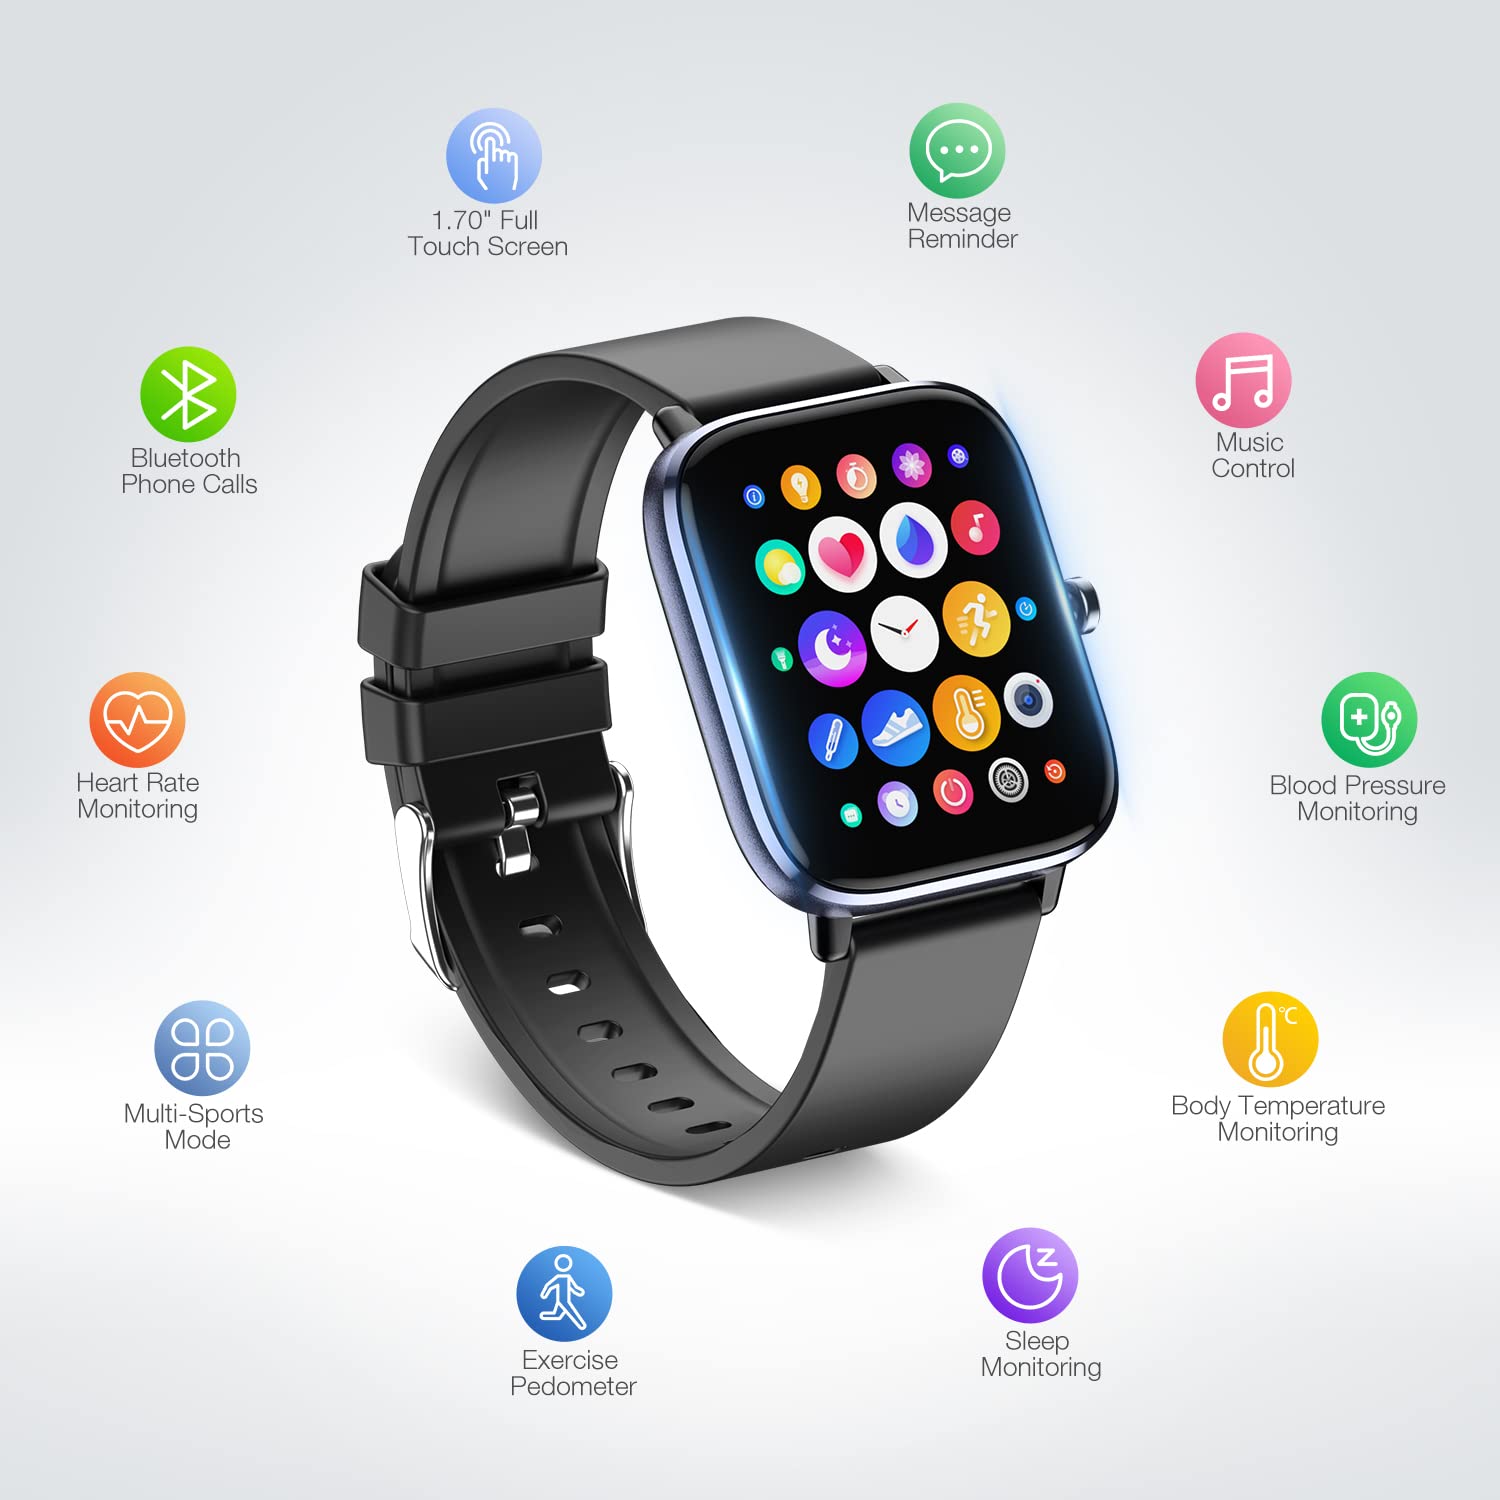 1.70" Full
Touch Screen
Message
Reminder
Bluetooth
Phone Calls
Music
Control
Heart Rate
Monitoring
Blood Pressure
Monitoring
Multi-Sports
Mode
°C
Body Temperature
Monitoring
Exercise
Pedometer
Z
Sleep
Monitoring